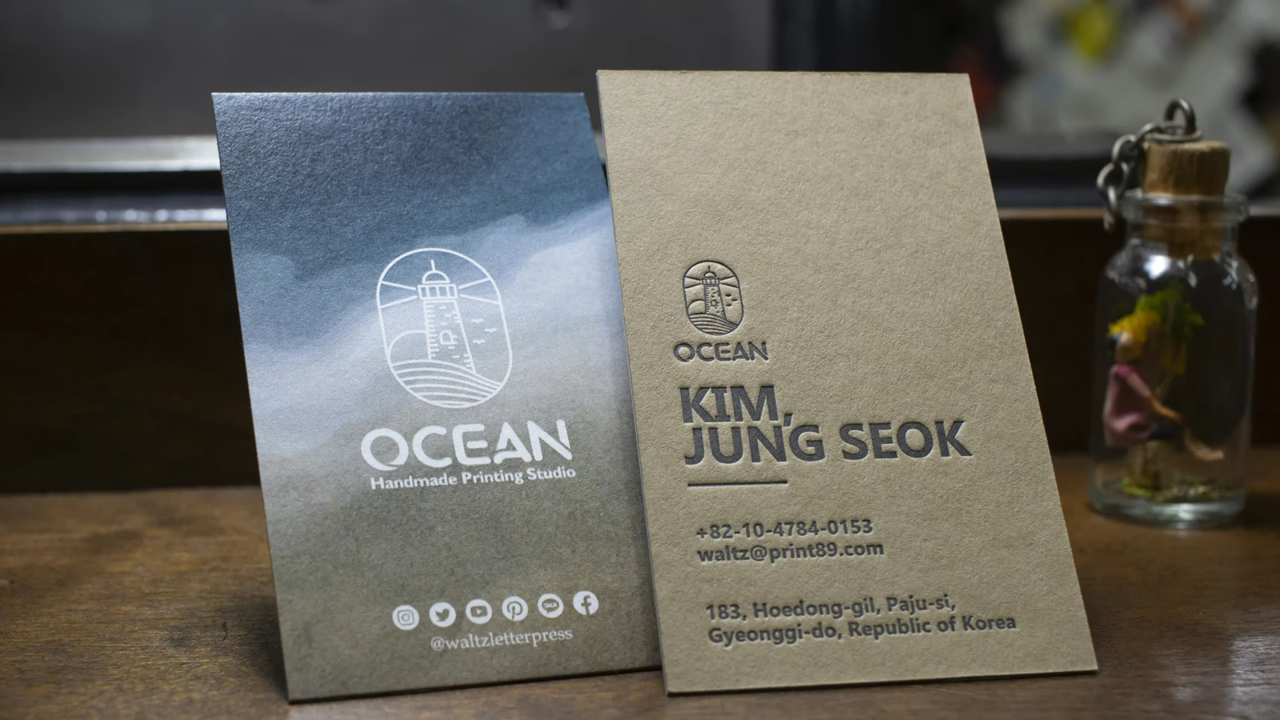 OCEAN
Handmade Printing Studio
TALK
@waltzletterpress
OCEAN
KIM,
JUNG SEOK
+82-10-4784-0153
waltz@print89.com
183, Hoedong-gil, Paju-si,
Gyeonggi-do, Republic of Korea